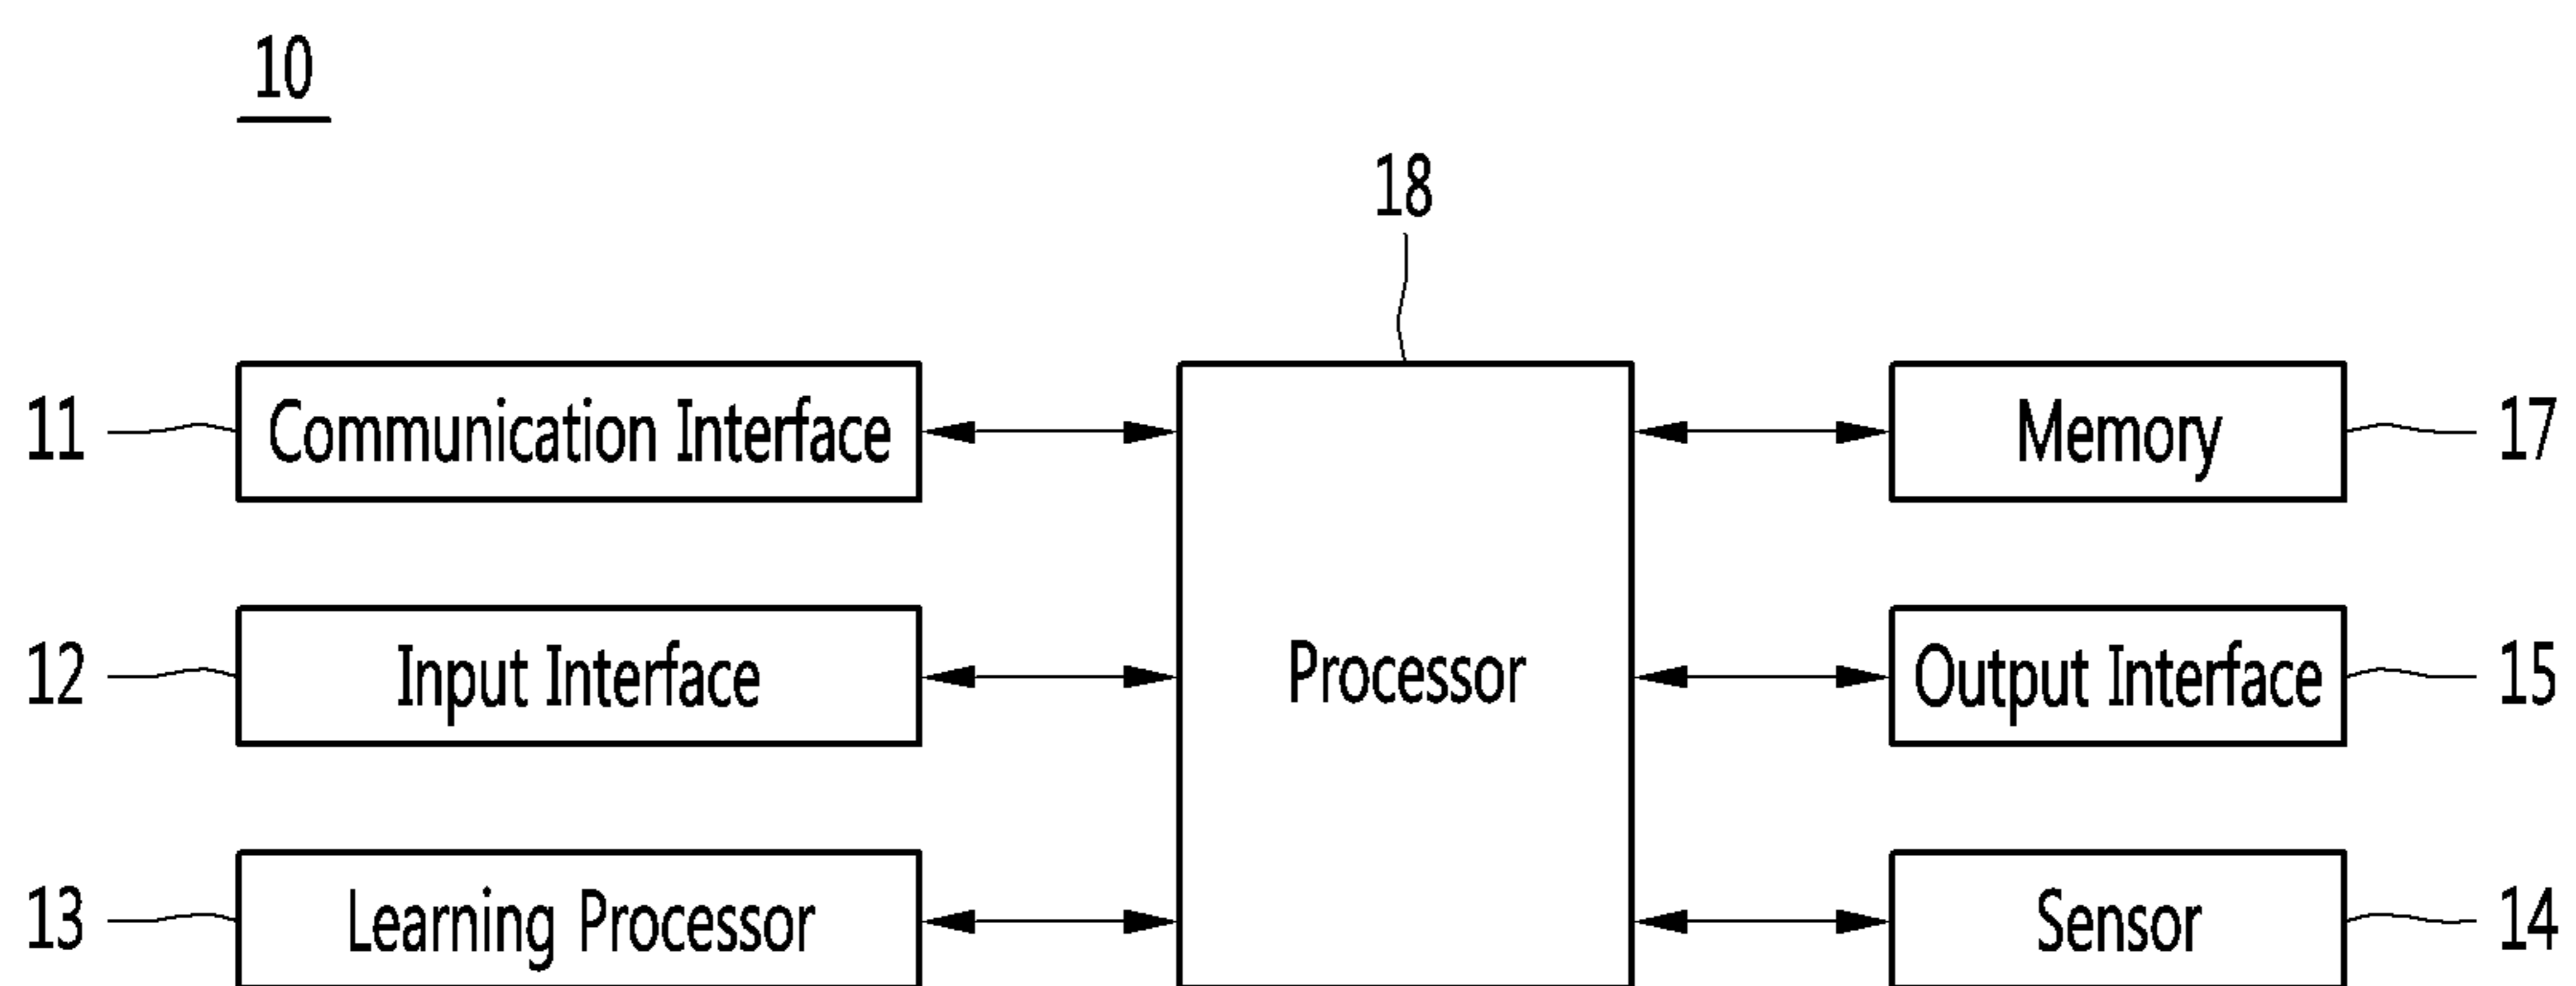 10
18
11 Communication Interface Memory 17
12 Input Interface Processor Output Interface 15
13 Learning Processor Sensor 14